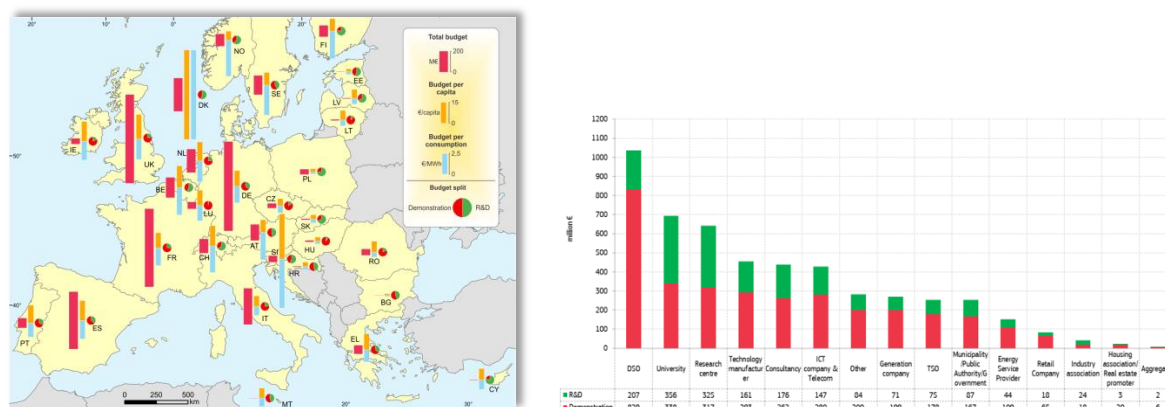 20°
10°
0°
10°
20°
NO
FI
SE
EE
LV
LT
DK
IE
UK
NL
BE
LU
DE
PL
CZ
SK
AT
HU
SI
HR
RO
FR
CH
IT
BG
ES
PT
EL
CY
MT
50°
40°
0 250 500
km
Total budget
M€
200
0
Budget per
capita
€/capita
15
0
Budget per
consumption
€/MWh
2,5
0
Budget split
Demonstration R&D
million €
1200
1100
1000
900
800
700
600
500
400
300
200
100
0
DSO
University
Research
centre
Technology
manufactur
er
Consultancy
ICT
company &
Telecom
Other
Generation
company
TSO
Municipality
/Public
Authority/G
overnment
Energy
Service
Provider
Retail
Company
Industry
association
Housing
association/
Real estate
promoter
R&D 207 356 325 161 176 147 84 71 75 87 44 18 24 3 2